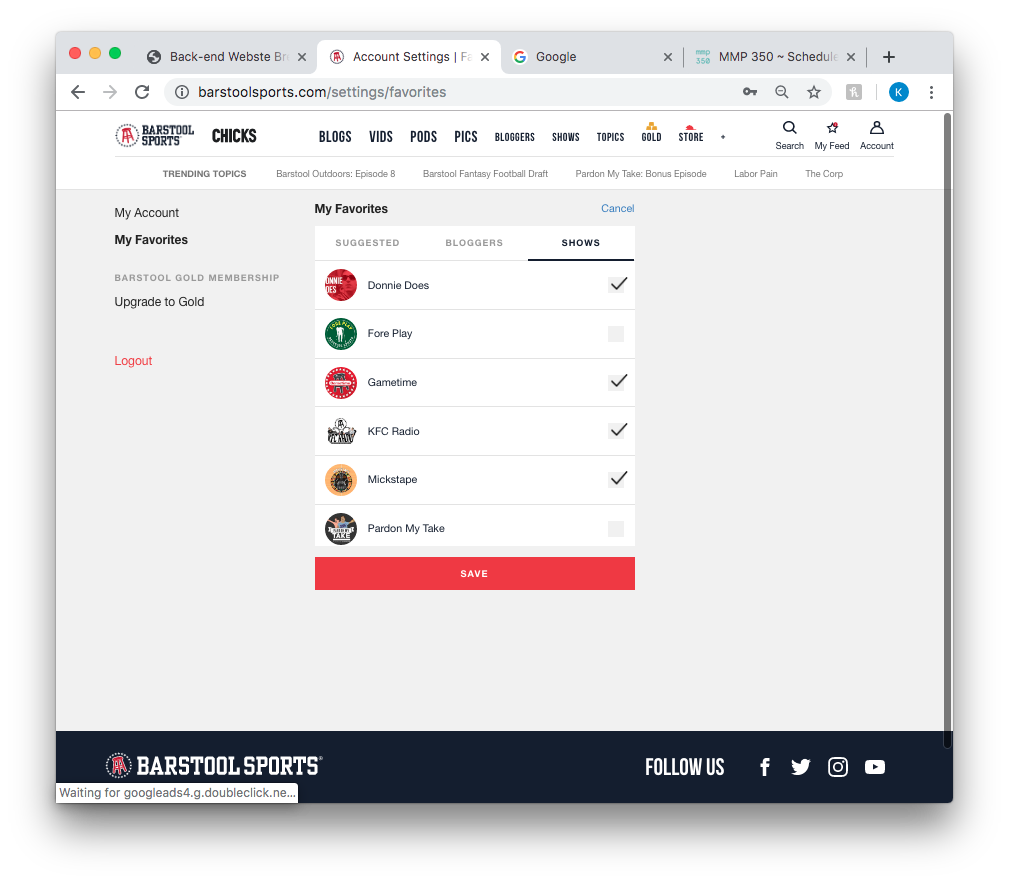 Back-end Webste Br
Account Settings | Fa
Google
mmp 350
MMP 350 ~ Schedule
barstoolsports.com/settings/favorites
K
BARSTOOL SPORTS
CHICKS
BLOGS
VIDS
PODS
PICS
BLOGGERS
SHOWS
TOPICS
GOLD
STORE
+
Search
My Feed
Account
TRENDING TOPICS
Barstool Outdoors: Episode 8
Barstool Fantasy Football Draft
Pardon My Take: Bonus Episode
Labor Pain
The Corp
My Account
My Favorites
BARSTOOL GOLD MEMBERSHIP
Upgrade to Gold
Logout
My Favorites
Cancel
SUGGESTED
BLOGGERS
SHOWS
Donnie Does
Fore Play
Gametime
KFC Radio
Mickstape
TAKE
Pardon My Take
SAVE
BARSTOOL SPORTS
FOLLOW US
Waiting for googleads4.g.doubleclick.ne...